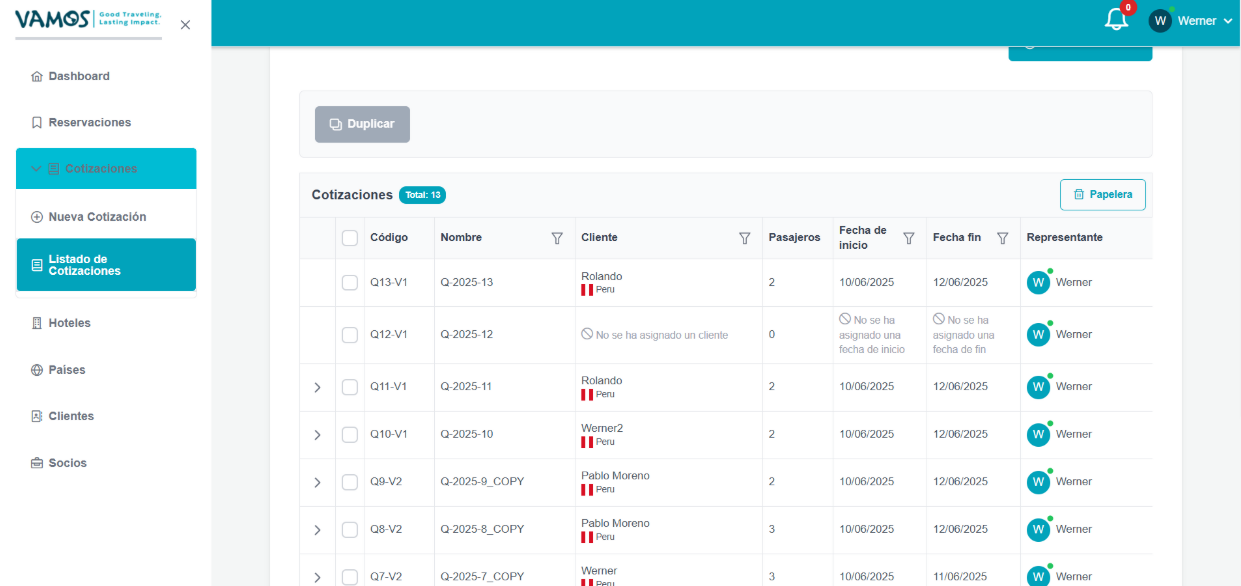 VAMOS Good Traveling.
Lasting Impact.
0
W Werner
Dashboard
Reservaciones
Cotizaciones
Nueva Cotización
Listado de
Cotizaciones
Hoteles
Paises
Clientes
Socios
Duplicar
Cotizaciones Total: 13 Papelera
Código Nombre Cliente Pasajeros Fecha de
inicio Fecha fin Representante
Q13-V1 Q-2025-13 Rolando
Peru 2 10/06/2025 12/06/2025 W Werner
Q12-V1 Q-2025-12 No se ha asignado un cliente 0 No se ha
asignado una
fecha de inicio No se ha
asignado una
fecha de fin W Werner
Q11-V1 Q-2025-11 Rolando
Peru 2 10/06/2025 12/06/2025 W Werner
Q10-V1 Q-2025-10 Werner2
Peru 2 10/06/2025 12/06/2025 W Werner
Q9-V2 Q-2025-9_COPY Pablo Moreno
Peru 2 10/06/2025 12/06/2025 W Werner
Q8-V2 Q-2025-8_COPY Pablo Moreno
Peru 3 10/06/2025 12/06/2025 W Werner
Q7-V2 Q-2025-7_COPY Werner
Peru 3 10/06/2025 11/06/2025 W Werner